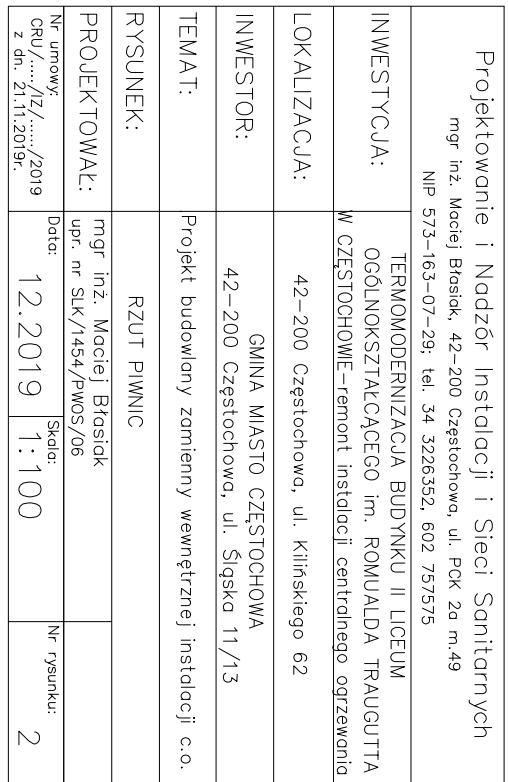 Projektowanie i Nadzór Instalacji i Sieci Sanitarnych
mgr inż. Maciej Błasiak, 42-200 Częstochowa, ul. PCK 2a m.49
NIP 573-163-07-29; tel. 34 3226352, 602 757575
INWESTYCJA:
TERMOMODERNIZACJA BUDYNKU II LICEUM
OGÓLNOKSZTAŁCĄCEGO im. ROMUALDA TRAUGUTTA
W CZĘSTOCHOWIE-remont instalacji centralnego ogrzewania
LOKALIZACJA:
42-200 Częstochowa, ul. Kilińskiego 62
INWESTOR:
GMINA MIASTO CZĘSTOCHOWA
42-200 Częstochowa, ul. Śląska 11/13
TEMAT:
Projekt budowlany zamienny wewnętrznej instalacji c.o.
RYSUNEK:
RZUT PIWNIC
PROJEKTOWAŁ:
mgr inż. Maciej Błasiak
upr. nr SLK/1454/PWOS/06
Nr umowy:
CRU/...../IZ/....../2019
z dn. 21.11.2019r.
Data:
12.2019
Skala:
1:100
Nr rysunku:
2